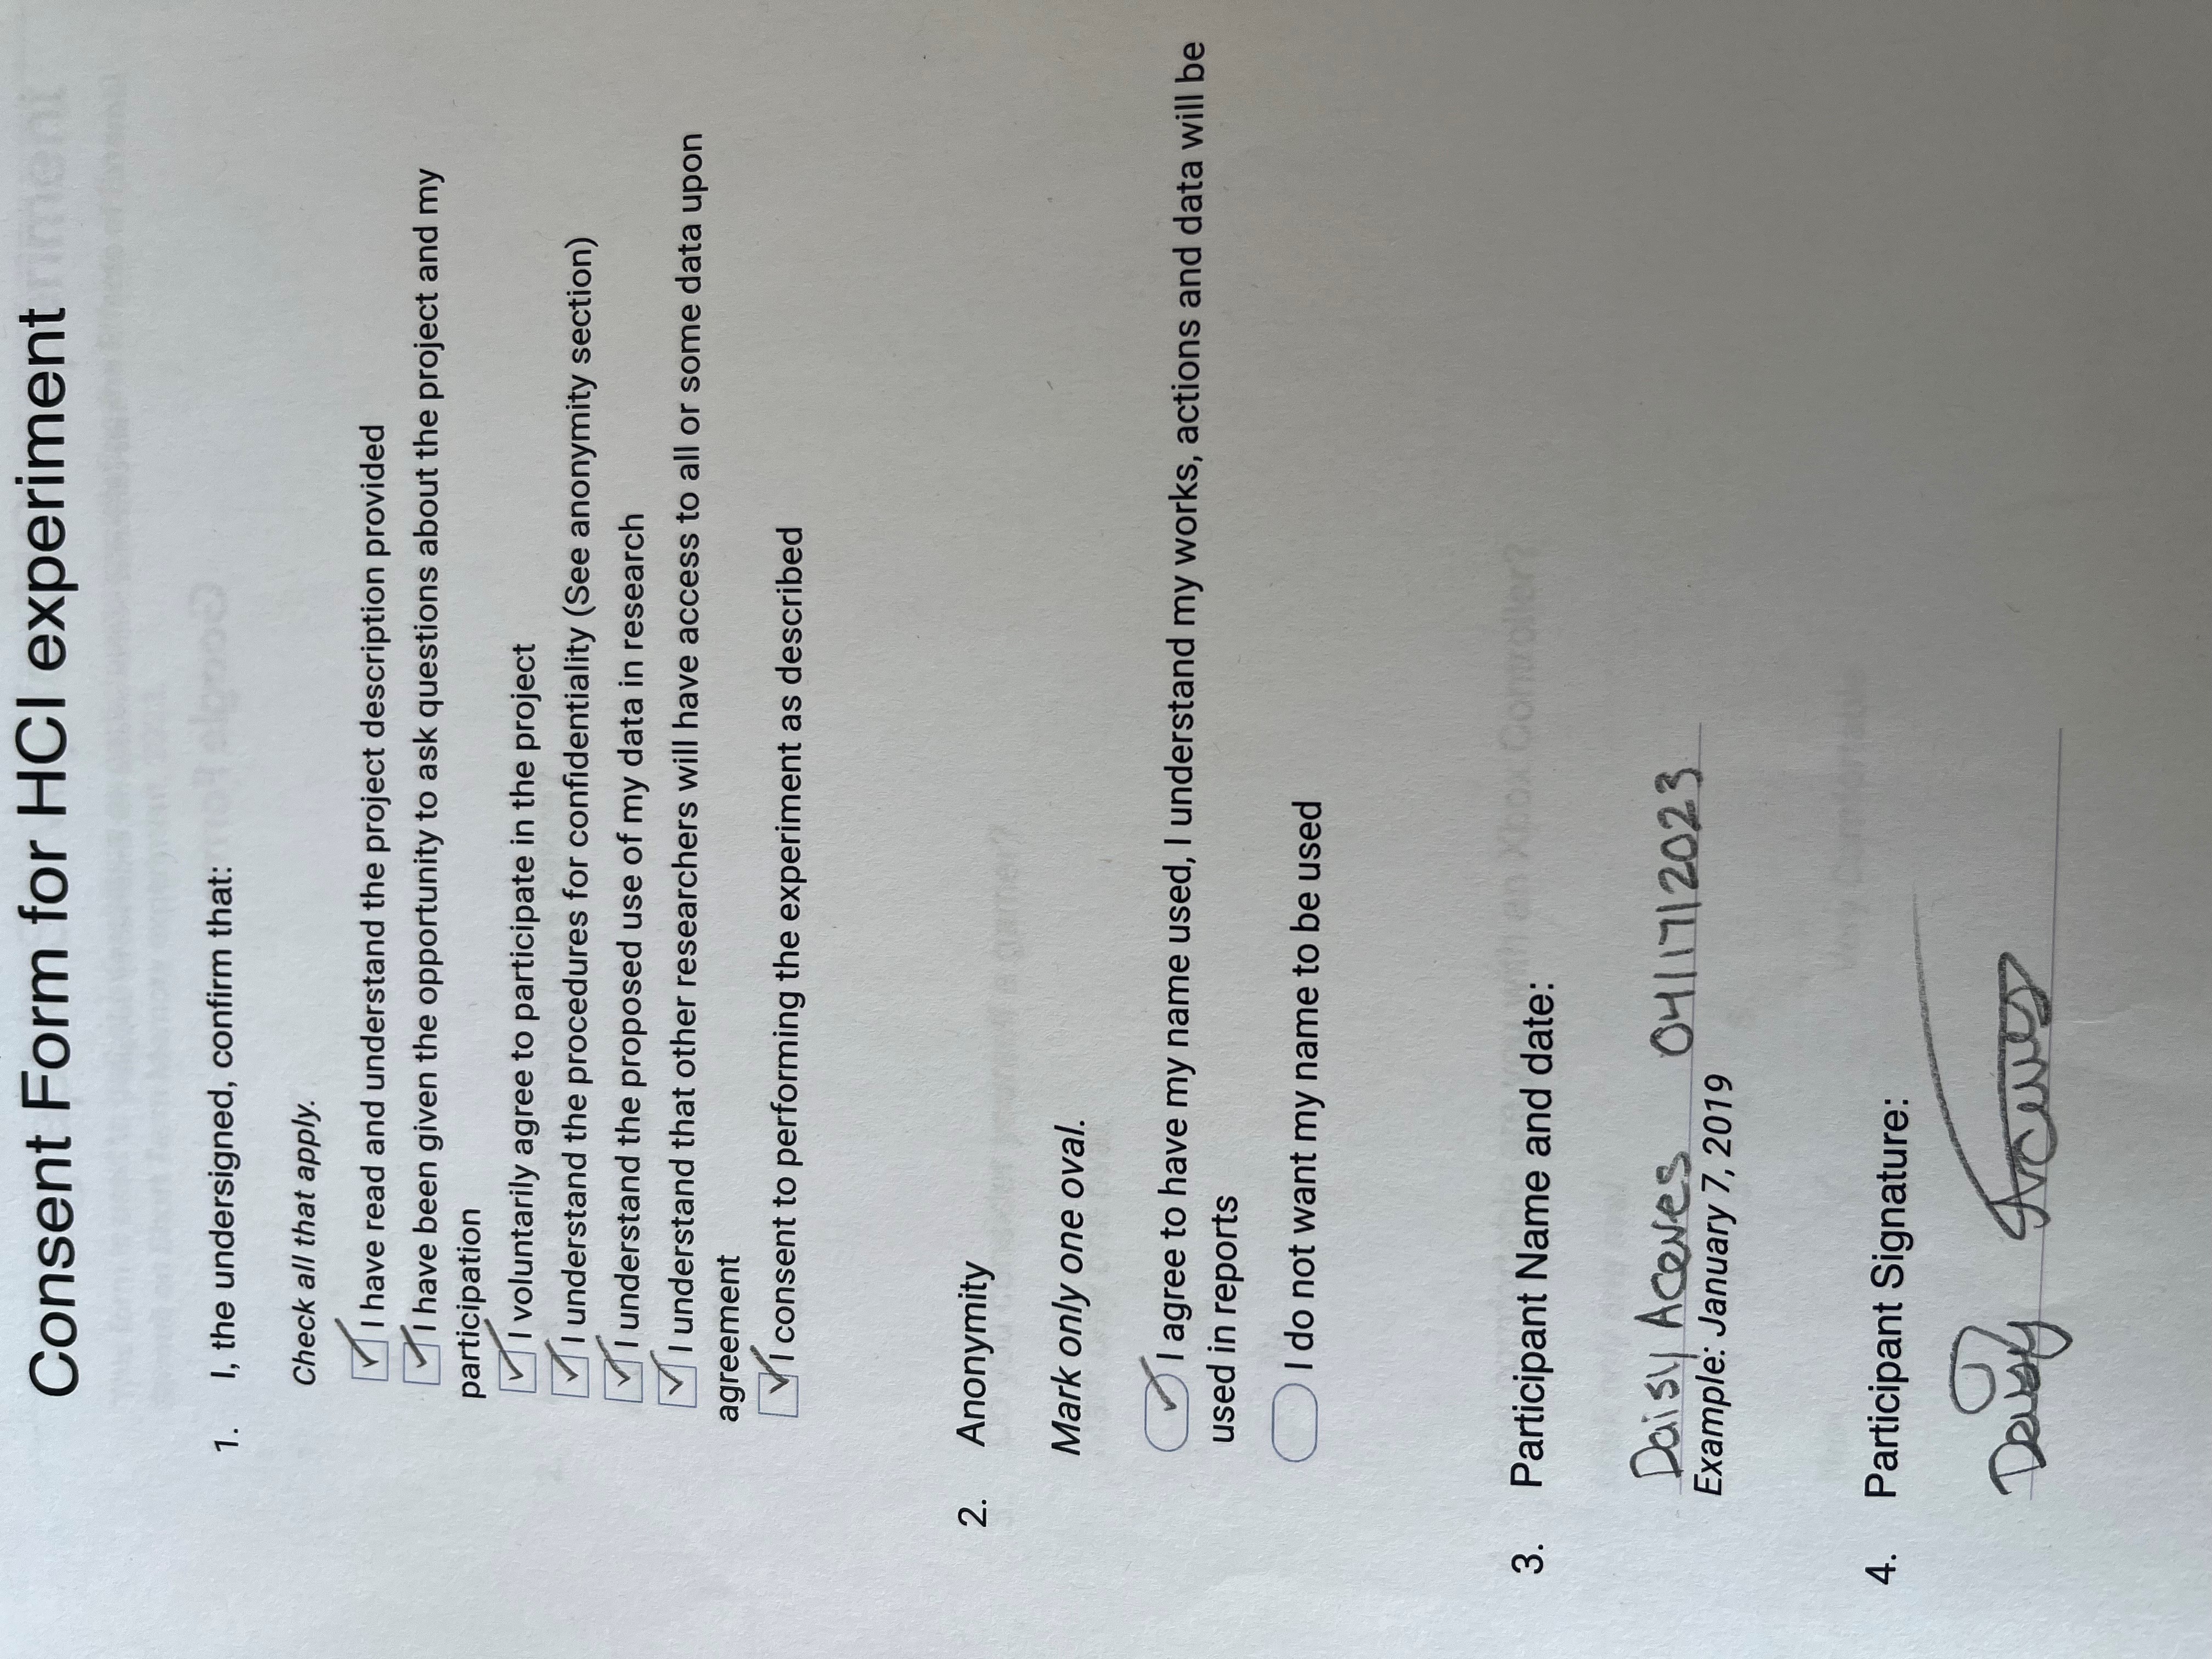 Consent Form for HCI experiment
1. I, the undersigned, confirm that:
Check all that apply.
I have read and understand the project description provided
I have been given the opportunity to ask questions about the project and my
participation
I voluntarily agree to participate in the project
I understand the procedures for confidentiality (See anonymity section)
I understand the proposed use of my data in research
I understand that other researchers will have access to all or some data upon
agreement
I consent to performing the experiment as described
2. Anonymity
Mark only one oval.
I agree to have my name used, I understand my works, actions and data will be
used in reports
I do not want my name to be used
3. Participant Name and date:
Daisy Aceves 04/17/2023
Example: January 7, 2019
4. Participant Signature:
Daisy Aceves